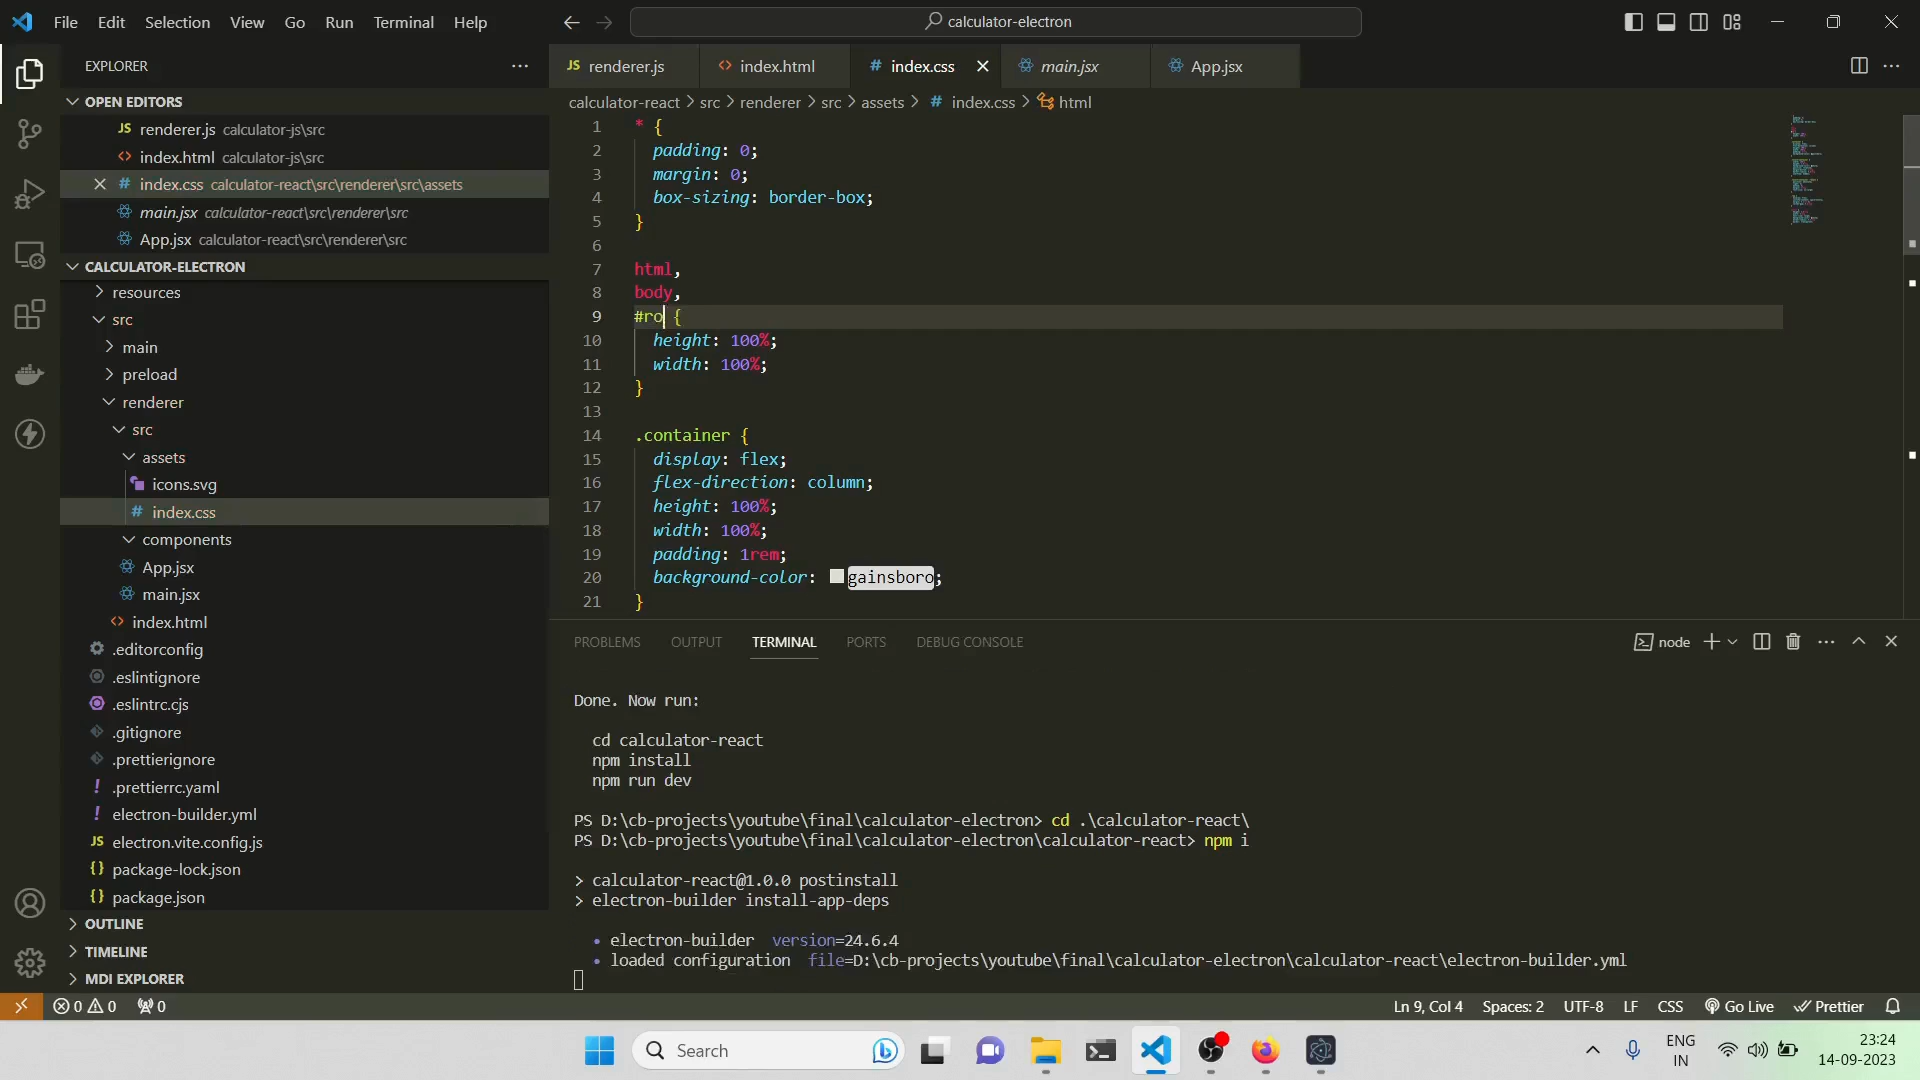 File Edit Selection View Go Run Terminal Help
calculator-electron
EXPLORER
OPEN EDITORS
JS renderer.js calculator-js\src
<> index.html calculator-js\src
# index.css calculator-react\src\renderer\src\assets
main.jsx calculator-react\src\renderer\src
App.jsx calculator-react\src\renderer\src
CALCULATOR-ELECTRON
resources
src
main
preload
renderer
src
assets
icons.svg
# index.css
components
App.jsx
main.jsx
<> index.html
.editorconfig
.eslintignore
.eslintrc.cjs
.gitignore
.prettierignore
! .prettierrc.yaml
! electron-builder.yml
JS electron.vite.config.js
{} package-lock.json
{} package.json
OUTLINE
TIMELINE
MDI EXPLORER
JS renderer.js <> index.html # index.css main.jsx App.jsx
calculator-react > src > renderer > src > assets > # index.css > html
1 * {
2 padding: 0;
3 margin: 0;
4 box-sizing: border-box;
5 }
6
7 html,
8 body,
9 #ro {
10 height: 100%;
11 width: 100%;
12 }
13
14 .container {
15 display: flex;
16 flex-direction: column;
17 height: 100%;
18 width: 100%;
19 padding: 1rem;
20 background-color: gainsboro;
21 }
PROBLEMS OUTPUT TERMINAL PORTS DEBUG CONSOLE
node
Done. Now run:
cd calculator-react
npm install
npm run dev
PS D:\cb-projects\youtube\final\calculator-electron> cd .\calculator-react\
PS D:\cb-projects\youtube\final\calculator-electron\calculator-react> npm i
> calculator-react@1.0.0 postinstall
> electron-builder install-app-deps
• electron-builder version=24.6.4
• loaded configuration file=D:\cb-projects\youtube\final\calculator-electron\calculator-react\electron-builder.yml
0 0 0
Ln 9, Col 4 Spaces: 2 UTF-8 LF CSS Go Live Prettier
Search
ENG
IN
23:24
14-09-2023